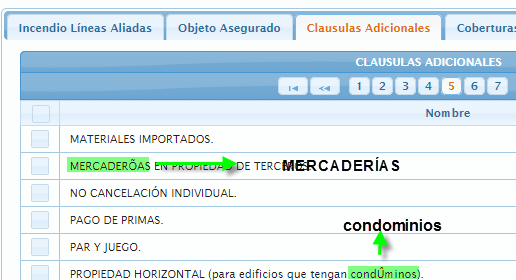 Incendio Líneas Aliadas Objeto Asegurado Clausulas Adicionales Coberturas
CLAUSULAS ADICIONALES
1 2 3 4 5 6 7
Nombre
MATERIALES IMPORTADOS.
MERCADERÕAS EN PROPIEDAD DE TERCEROS MERCADERÍAS
NO CANCELACIÓN INDIVIDUAL.
PAGO DE PRIMAS.
condominios
PAR Y JUEGO.
PROPIEDAD HORIZONTAL (para edificios que tengan condÚminos).